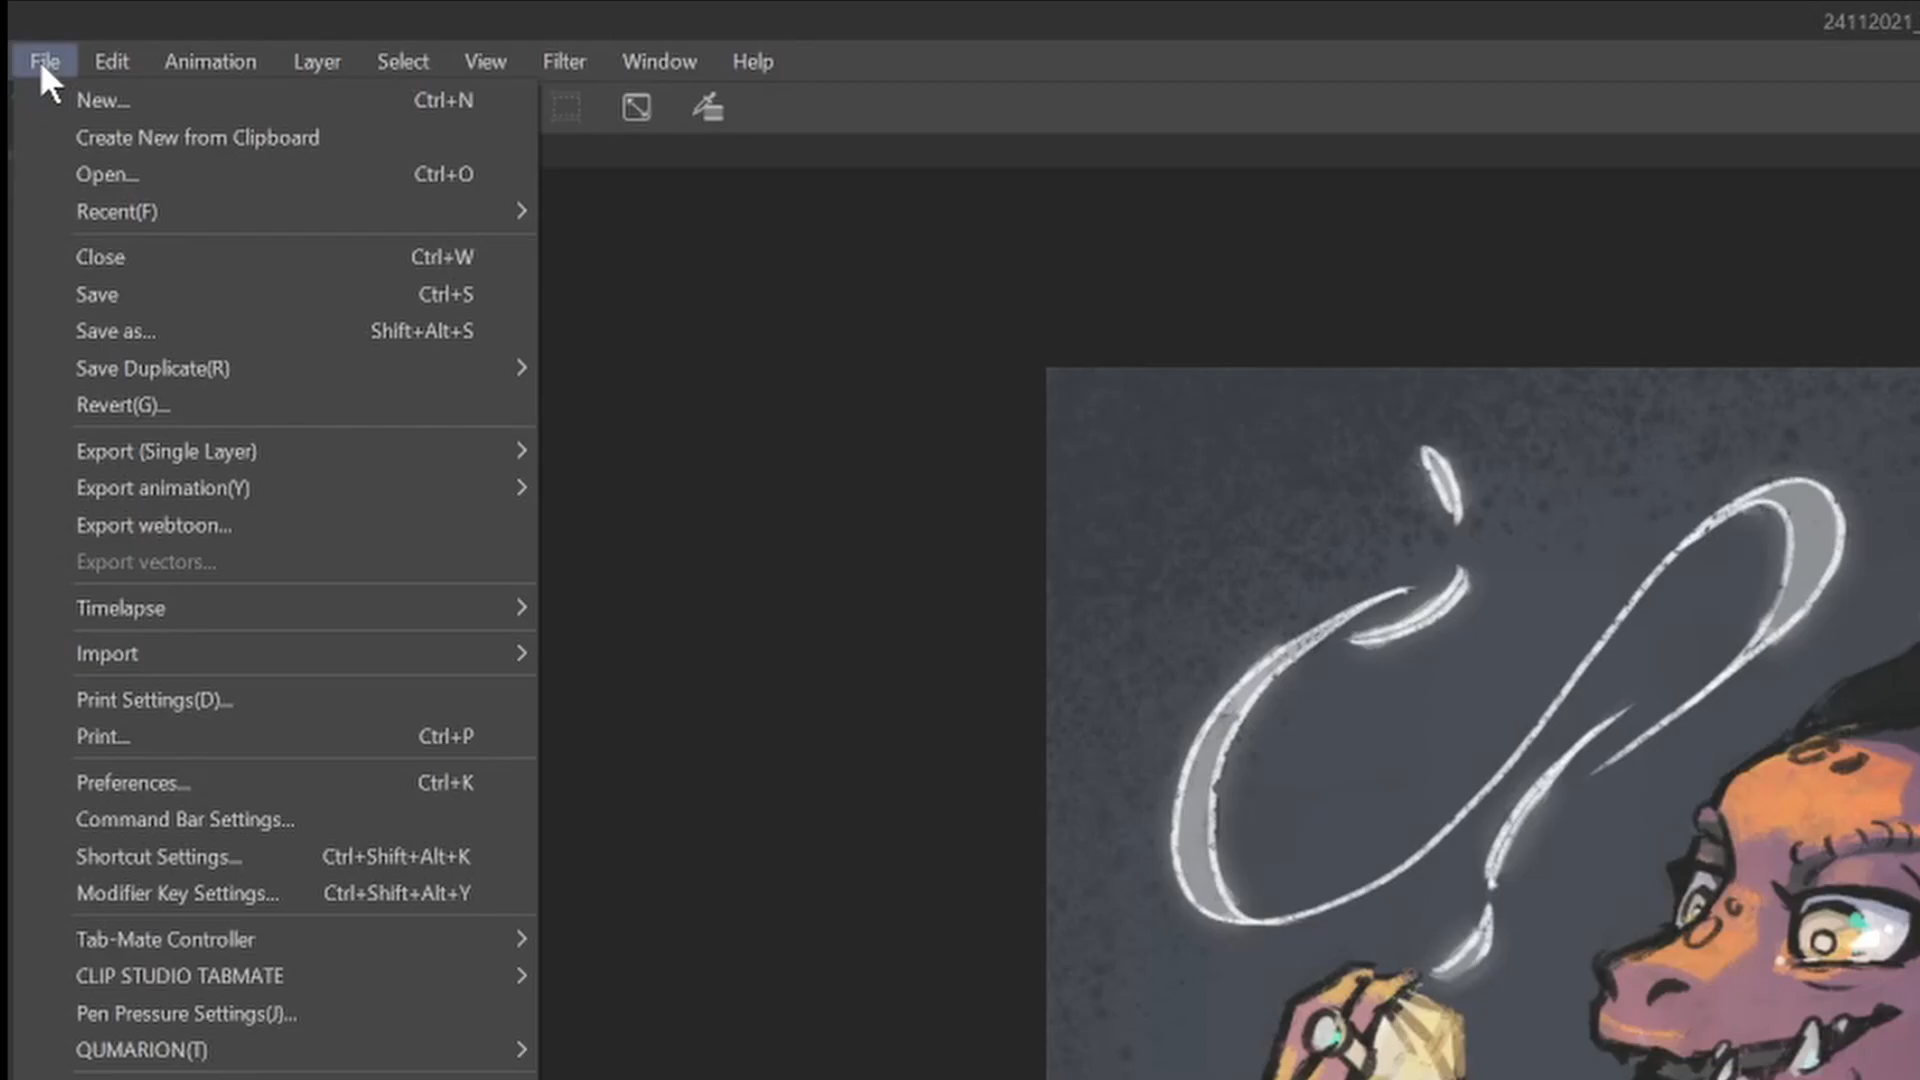 24112021_
File Edit Animation Layer Select View Filter Window Help
New... Ctrl+N
Create New from Clipboard
Open... Ctrl+O
Recent(F)
Close Ctrl+W
Save Ctrl+S
Save as... Shift+Alt+S
Save Duplicate(R)
Revert(G)...
Export (Single Layer)
Export animation(Y)
Export webtoon...
Export vectors...
Timelapse
Import
Print Settings(D)...
Print... Ctrl+P
Preferences... Ctrl+K
Command Bar Settings...
Shortcut Settings... Ctrl+Shift+Alt+K
Modifier Key Settings... Ctrl+Shift+Alt+Y
Tab-Mate Controller
CLIP STUDIO TABMATE
Pen Pressure Settings(J)...
QUMARION(T)